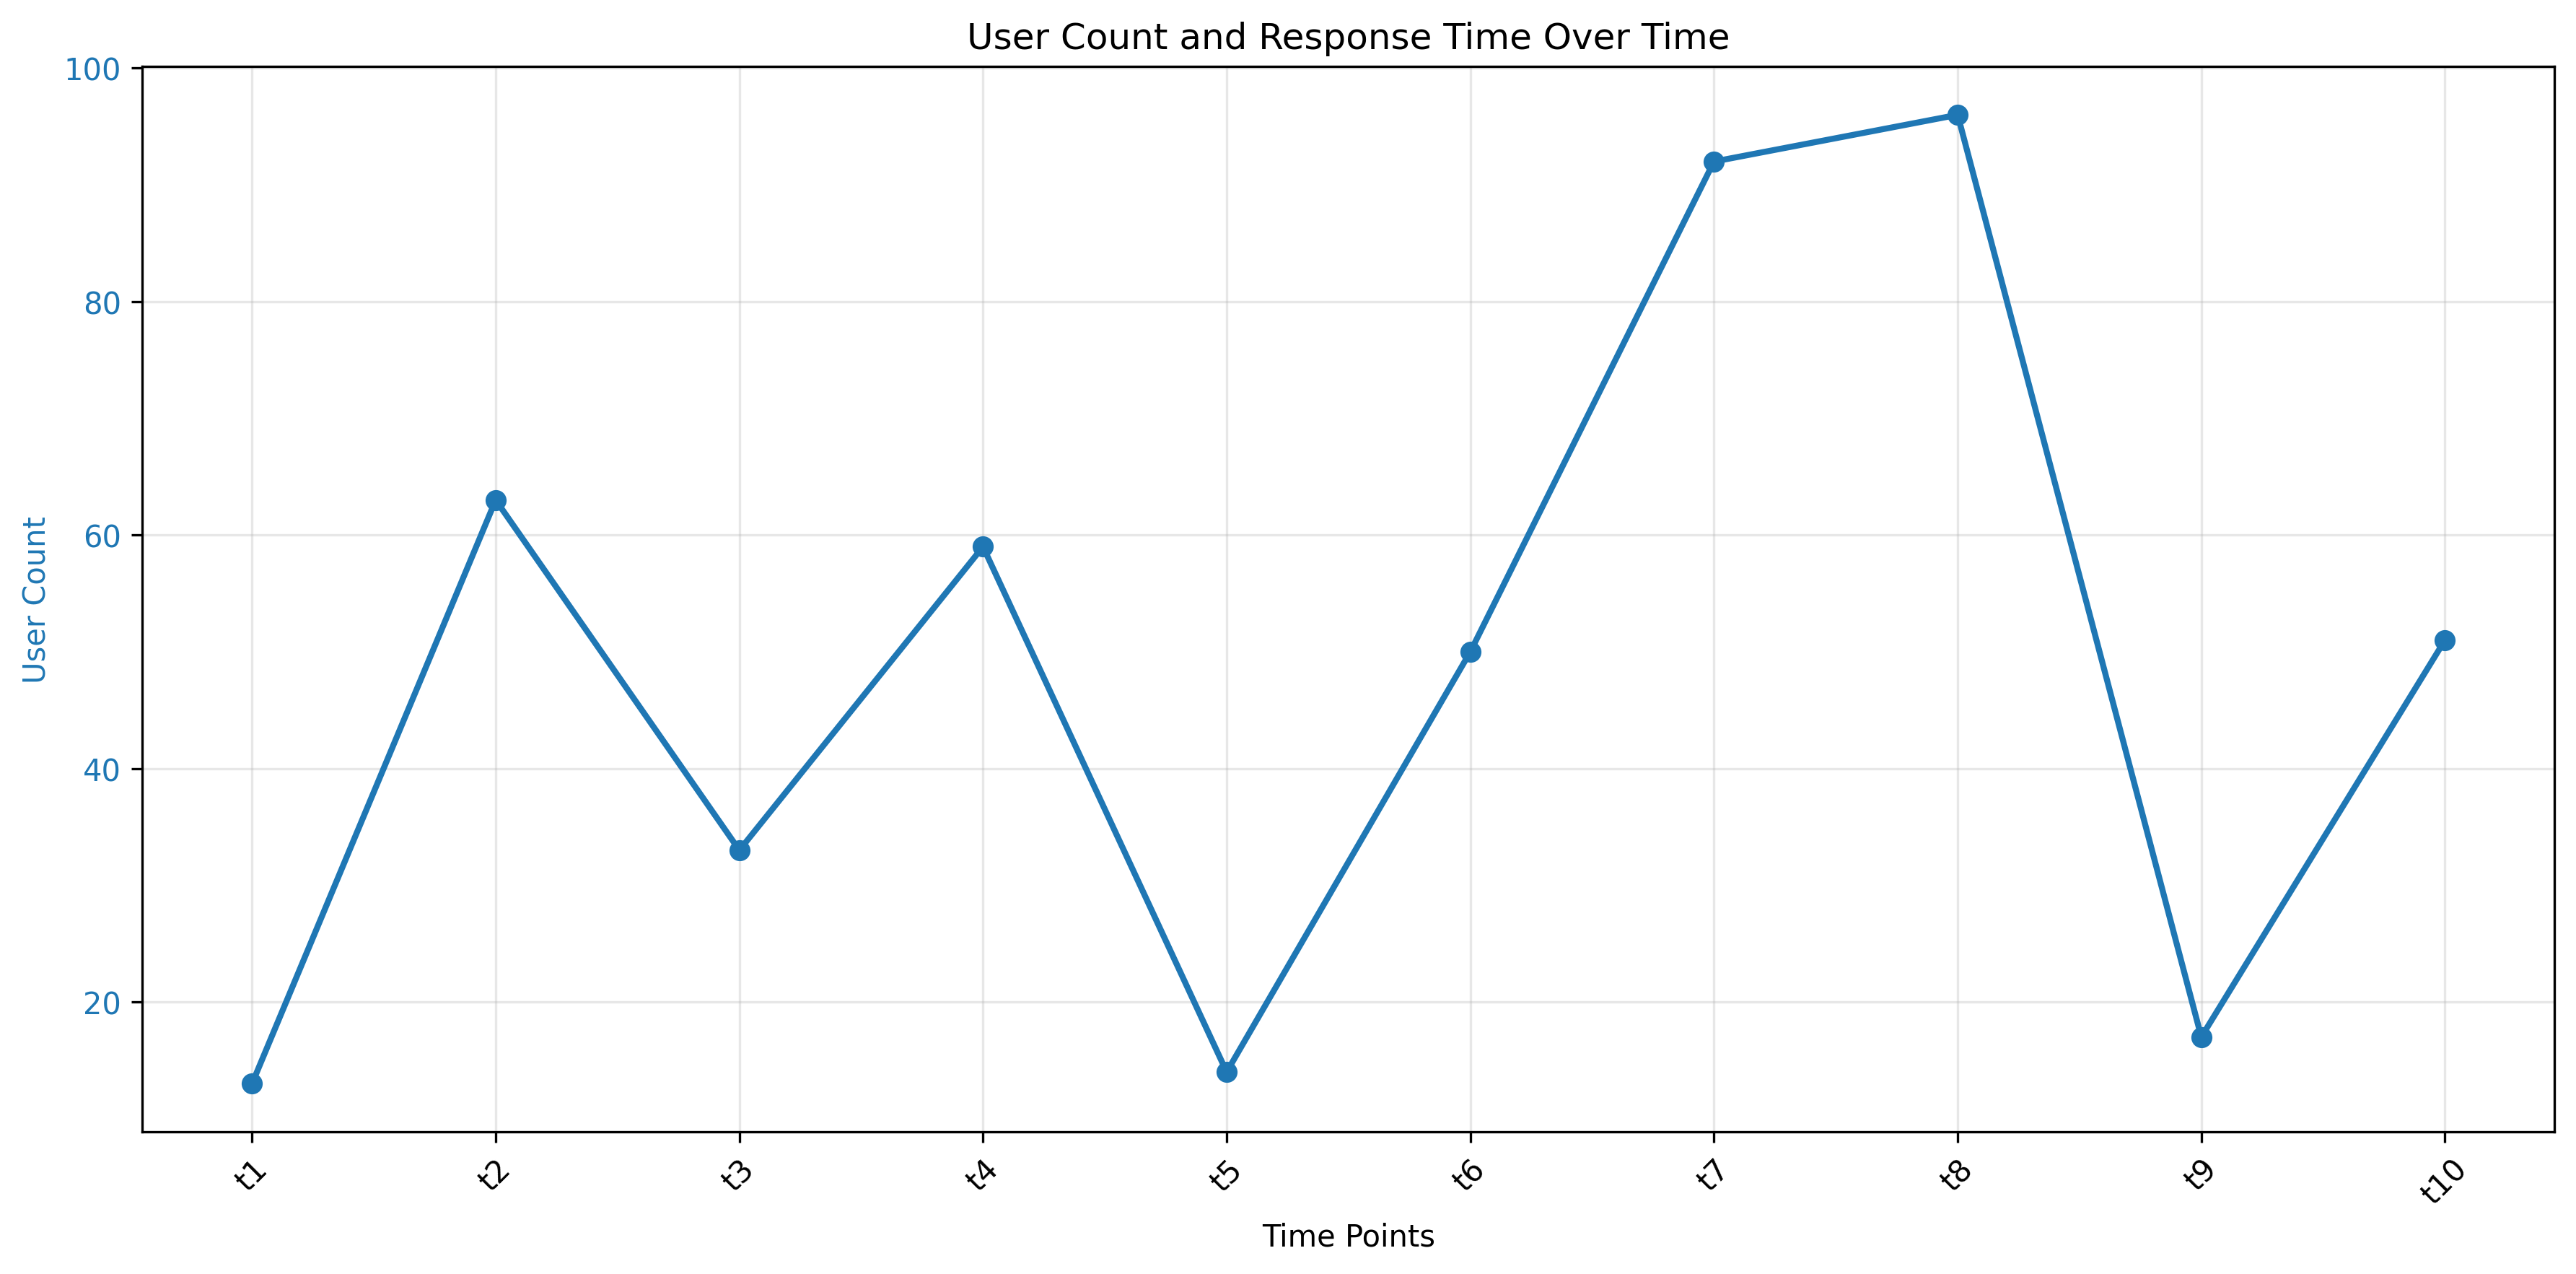 User Count and Response Time Over Time
100
80
60
40
20
User Count
t1
t2
t3
t4
t5
t6
t7
t8
t9
t10
Time Points